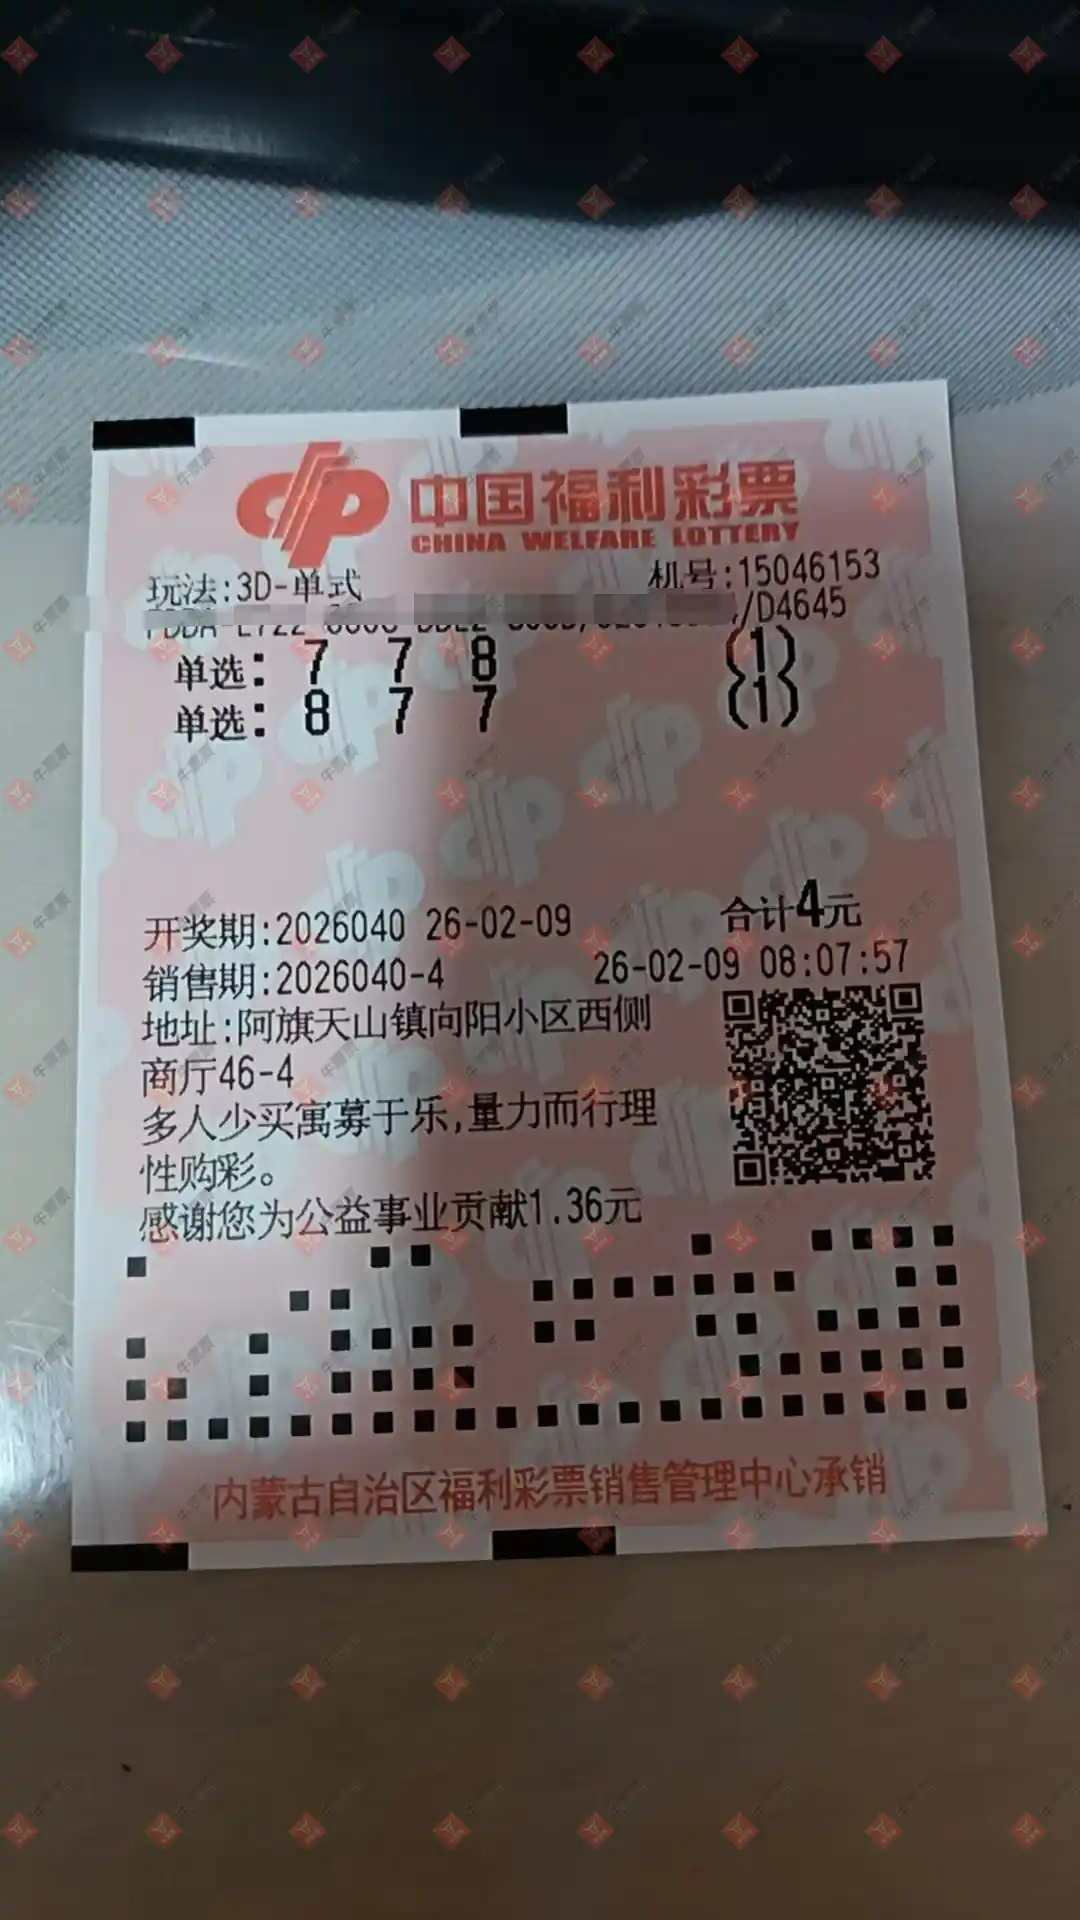 中国福利彩票
CHINA WELFARE LOTTERY
玩法:3D-单式 机号:15046153
/D4645
单选: 7 7 8 (1)
单选: 8 7 7 (1)
开奖期:2026040 26-02-09 合计4元
销售期:2026040-4 26-02-09 08:07:57
地址:阿旗天山镇向阳小区西侧
商厅46-4
多人少买寓募于乐,量力而行理
性购彩。
感谢您为公益事业贡献1.36元
内蒙古自治区福利彩票销售管理中心承销